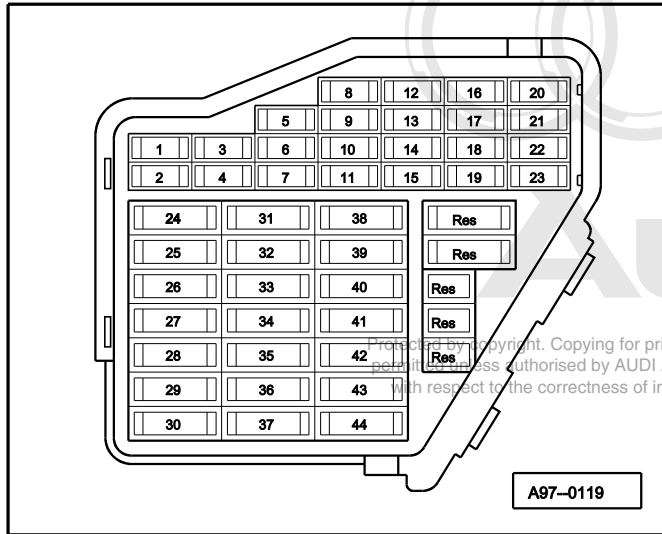 8 12 16 20
5 9 13 17 21
1 3 6 10 14 18 22
2 4 7 11 15 19 23
24 31 38 Res
25 32 39 Res
26 33 40 Res
27 34 41 Res
28 35 42 Res
29 36 43
30 37 44
Protected by copyright. Copying for pri
permitted unless authorised by AUDI
with respect to the correctness of in
A97--0119
Au